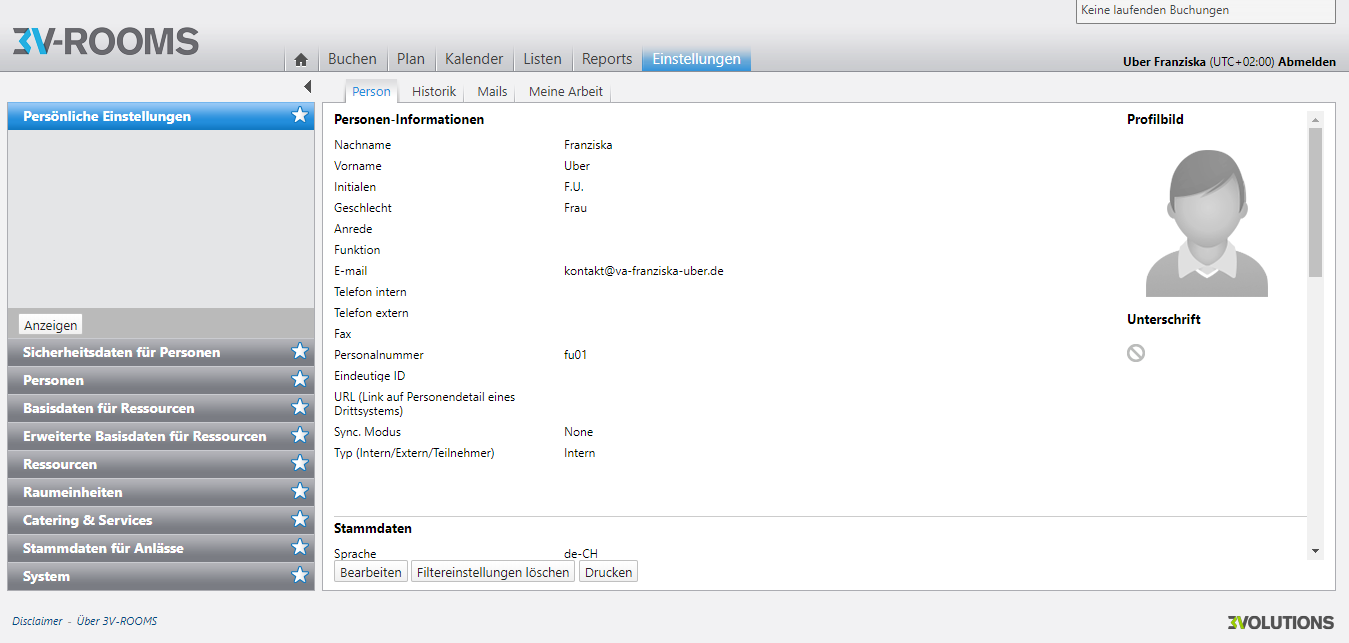 Keine laufenden Buchungen
3V-ROOMS
Buchen Plan Kalender Listen Reports Einstellungen
Uber Franziska (UTC+02:00) Abmelden
Person Historik Mails Meine Arbeit
Persönliche Einstellungen
Anzeigen
Sicherheitsdaten für Personen
Personen
Basisdaten für Ressourcen
Erweiterte Basisdaten für Ressourcen
Ressourcen
Raumeinheiten
Catering & Services
Stammdaten für Anlässe
System
Personen-Informationen
Nachname Franziska
Vorname Uber
Initialen F.U.
Geschlecht Frau
Anrede
Funktion
E-mail kontakt@va-franziska-uber.de
Telefon intern
Telefon extern
Fax
Personalnummer fu01
Eindeutige ID
URL (Link auf Personendetail eines
Drittsystems)
Sync. Modus None
Typ (Intern/Extern/Teilnehmer) Intern
Profilbild
Unterschrift
Stammdaten
Sprache de-CH
Bearbeiten Filtereinstellungen löschen Drucken
Disclaimer - Über 3V-ROOMS
3VOLUTIONS